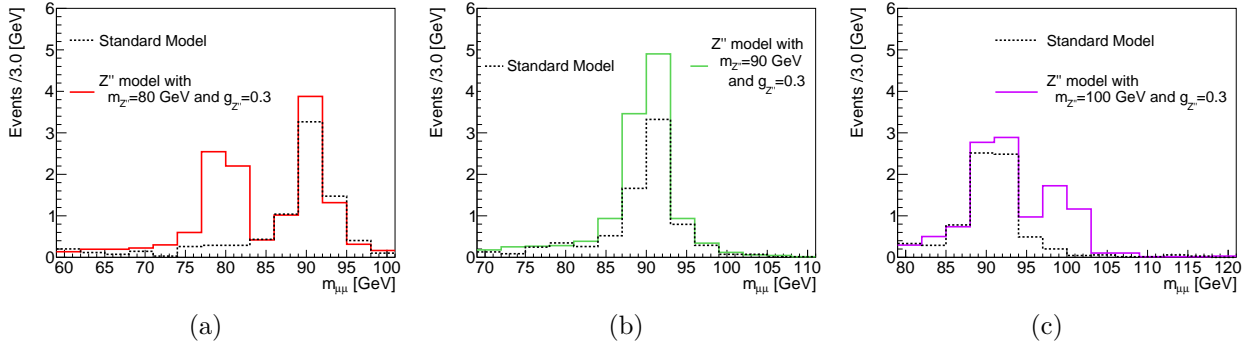 Events /3.0 [GeV]
6
5
4
3
2
1
0
Standard Model
Z'' model with
m_Z''=80 GeV and g_Z''=0.3
60 65 70 75 80 85 90 95 100
m_μμ [GeV]
(a)
Events /3.0 [GeV]
6
5
4
3
2
1
0
Standard Model
Z'' model with
m_Z''=90 GeV
and g_Z''=0.3
70 75 80 85 90 95 100 105 110
m_μμ [GeV]
(b)
Events /3.0 [GeV]
6
5
4
3
2
1
0
Standard Model
Z'' model with
m_Z''=100 GeV and g_Z''=0.3
80 85 90 95 100 105 110 115 120
m_μμ [GeV]
(c)